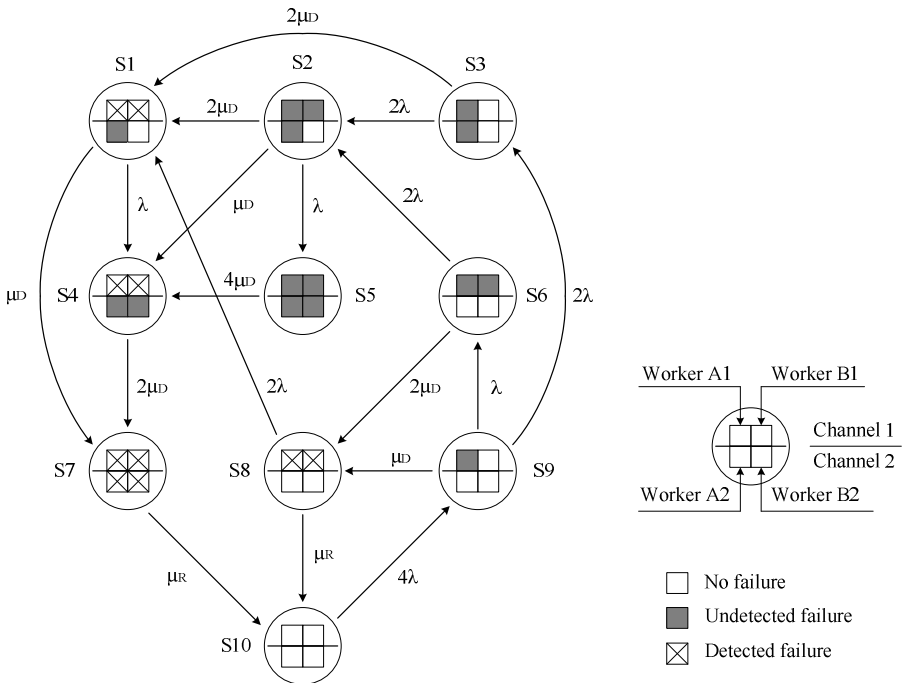 2μD
S1
S2
S3
2μD
2λ
λ
μD
λ
2λ
μD
S4
4μD
S5
S6
2λ
2μD
2λ
2μD
λ
S7
S8
μD
S9
μR
μR
4λ
S10
Worker A1
Worker B1
Channel 1
Channel 2
Worker A2
Worker B2
No failure
Undetected failure
Detected failure